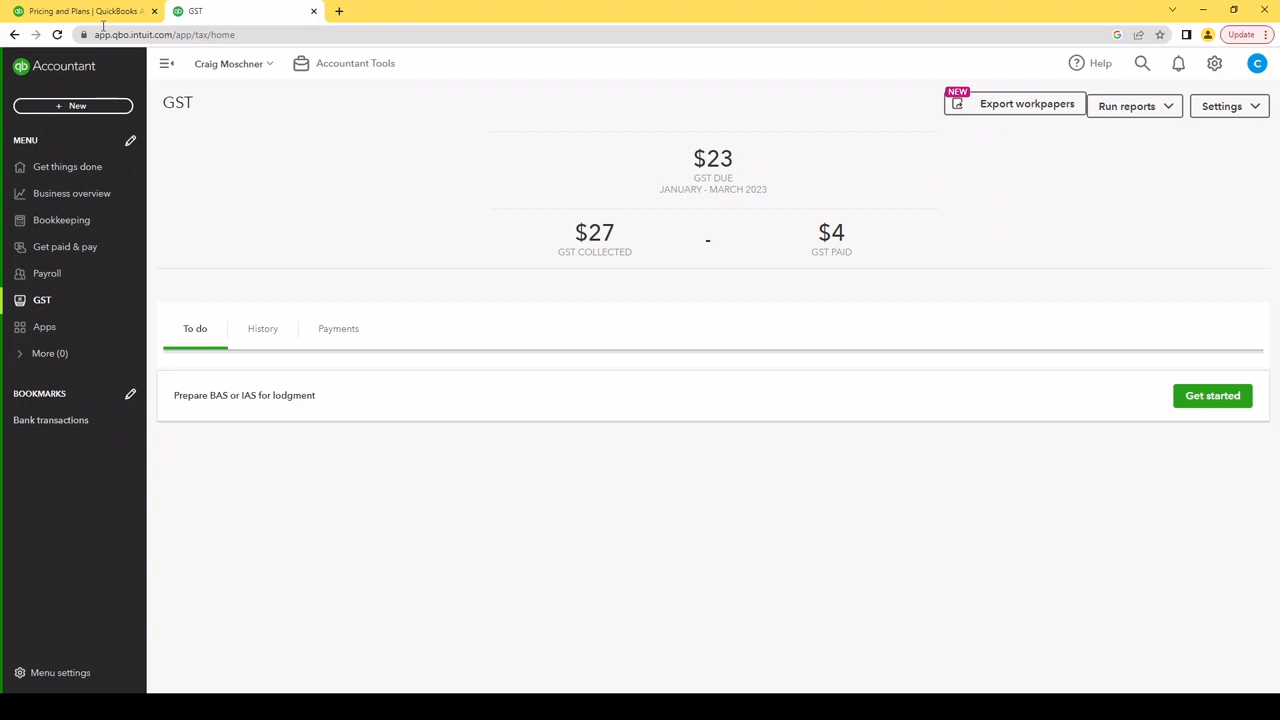 Pricing and Plans | QuickBooks A
GST
app.qbo.intuit.com/app/tax/home
Update
qb Accountant
Craig Moschner
Accountant Tools
Help
C
+ New
GST
NEW
Export workpapers
Run reports
Settings
MENU
Get things done
Business overview
Bookkeeping
Get paid & pay
Payroll
GST
Apps
More (0)
BOOKMARKS
Bank transactions
Menu settings
$23
GST DUE
JANUARY - MARCH 2023
$27
GST COLLECTED
-
$4
GST PAID
To do
History
Payments
Prepare BAS or IAS for lodgment
Get started